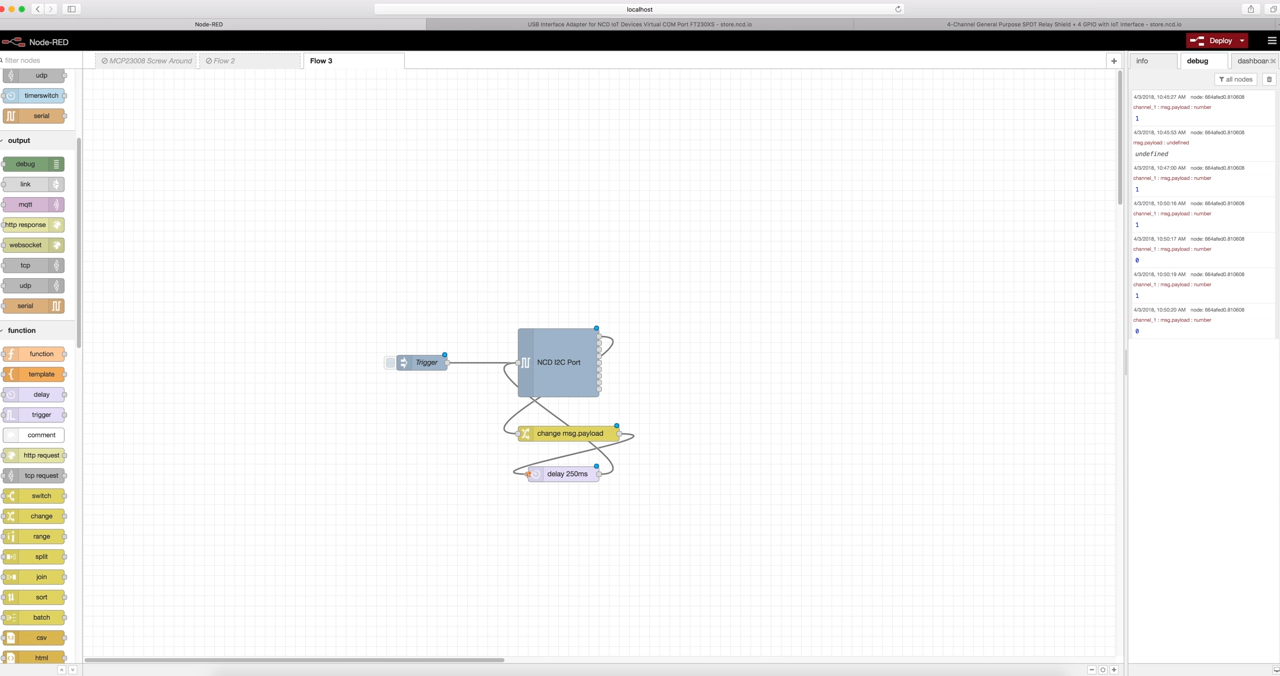 localhost
Node-RED
USB Interface Adapter for NCD IoT Devices Virtual COM Port FT230XS - store.ncd.io
4-Channel General Purpose SPDT Relay Shield + 4 GPIO with IoT Interface - store.ncd.io
Node-RED
Deploy
filter nodes
MCP23008 Screw Around
Flow 2
Flow 3
+
info
debug
dashboar
udp
timerswitch
serial
output
debug
link
mqtt
http response
websocket
tcp
udp
serial
function
function
template
delay
trigger
comment
http request
tcp request
switch
change
range
split
join
sort
batch
csv
html
Trigger
NCD I2C Port
change msg.payload
delay 250ms
all nodes
4/3/2018, 10:45:27 AM node: 664afed0.810608
channel_1 : msg.payload : number
1
4/3/2018, 10:45:53 AM node: 664afed0.810608
msg.payload : undefined
undefined
4/3/2018, 10:47:00 AM node: 664afed0.810608
channel_1 : msg.payload : number
1
4/3/2018, 10:50:16 AM node: 664afed0.810608
channel_1 : msg.payload : number
1
4/3/2018, 10:50:17 AM node: 664afed0.810608
channel_1 : msg.payload : number
0
4/3/2018, 10:50:19 AM node: 664afed0.810608
channel_1 : msg.payload : number
1
4/3/2018, 10:50:20 AM node: 664afed0.810608
channel_1 : msg.payload : number
0